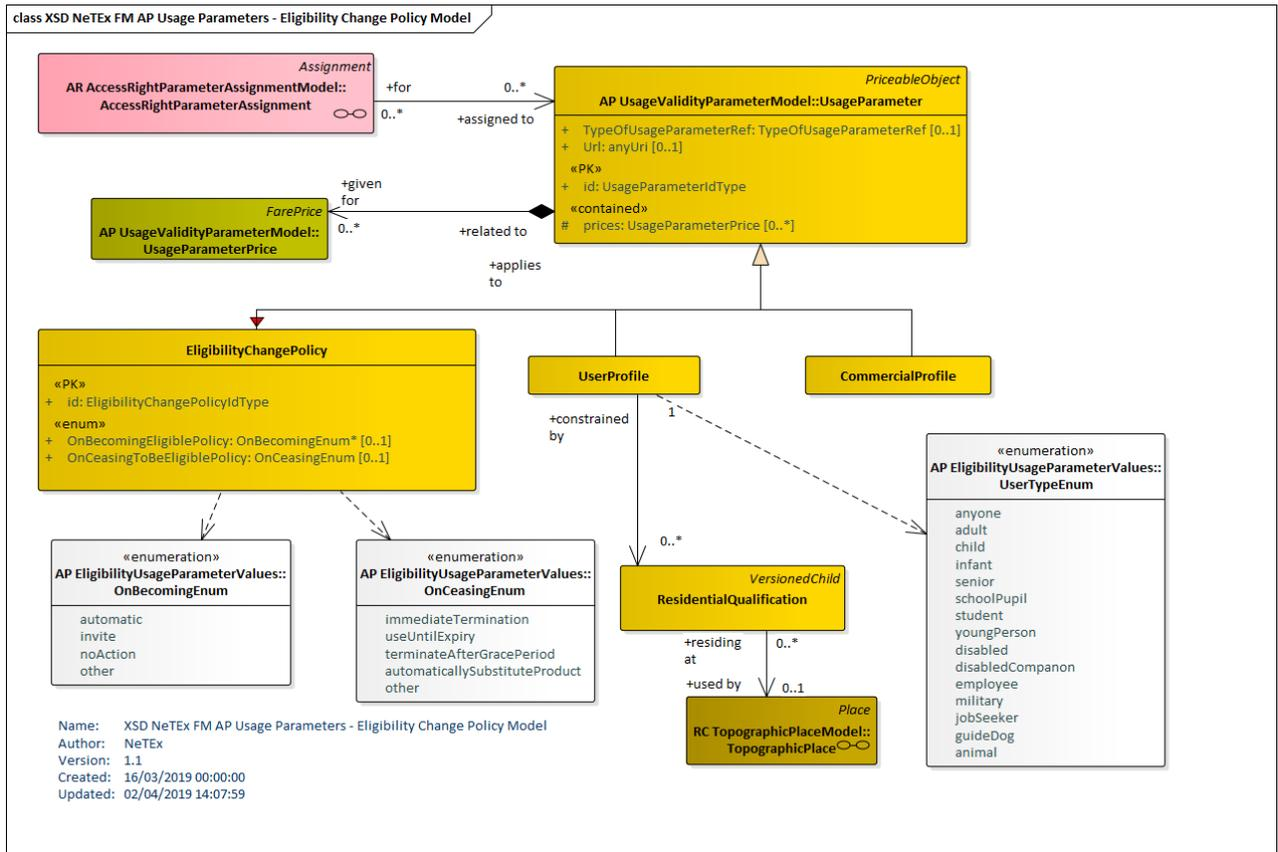 class XSD NeTEx FM AP Usage Parameters - Eligibility Change Policy Model
Assignment
AR AccessRightParameterAssignmentModel::
AccessRightParameterAssignment
+for
0..*
0..*
+assigned to
PriceableObject
AP UsageValidityParameterModel::UsageParameter
+ TypeOfUsageParameterRef: TypeOfUsageParameterRef [0..1]
+ Url: anyUri [0..1]
«PK»
+ id: UsageParameterIdType
«contained»
# prices: UsageParameterPrice [0..*]
+given
for
0..*
+related to
FarePrice
AP UsageValidityParameterModel::
UsageParameterPrice
+applies
to
EligibilityChangePolicy
«PK»
+ id: EligibilityChangePolicyIdType
«enum»
+ OnBecomingEligiblePolicy: OnBecomingEnum* [0..1]
+ OnCeasingToBeEligiblePolicy: OnCeasingEnum [0..1]
UserProfile
CommercialProfile
+constrained
by
1
0..*
«enumeration»
AP EligibilityUsageParameterValues::
UserTypeEnum
anyone
adult
child
infant
senior
schoolPupil
student
youngPerson
disabled
disabledCompanon
employee
military
jobSeeker
guideDog
animal
«enumeration»
AP EligibilityUsageParameterValues::
OnBecomingEnum
automatic
invite
noAction
other
«enumeration»
AP EligibilityUsageParameterValues::
OnCeasingEnum
immediateTermination
useUntilExpiry
terminateAfterGracePeriod
automaticallySubstituteProduct
other
VersionedChild
ResidentialQualification
+residing
at
0..*
+used by
0..1
Place
RC TopographicPlaceModel::
TopographicPlace
Name: XSD NeTEx FM AP Usage Parameters - Eligibility Change Policy Model
Author: NeTEx
Version: 1.1
Created: 16/03/2019 00:00:00
Updated: 02/04/2019 14:07:59